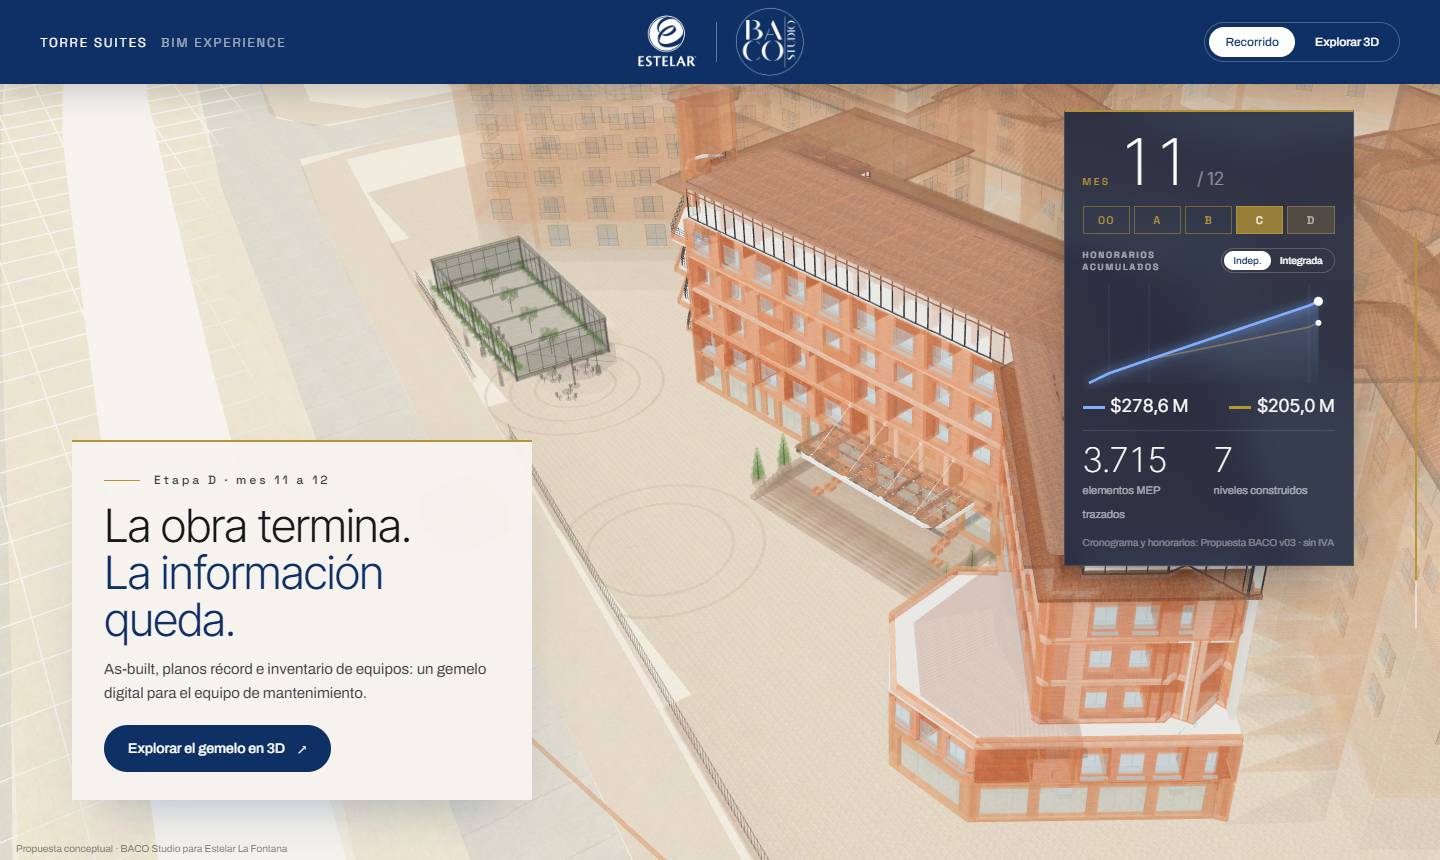 TORRE SUITES BIM EXPERIENCE
ESTELAR
BA
CO
STUDIO
Recorrido
Explorar 3D
MES 11 / 12
00 A B C D
HONORARIOS
ACUMULADOS
Indep. Integrada
$278,6 M $205,0 M
3.715 7
elementos MEP niveles construidos
trazados
Cronograma y honorarios: Propuesta BACO v03 · sin IVA
Etapa D · mes 11 a 12
La obra termina.
La información
queda.
As-built, planos récord e inventario de equipos: un gemelo
digital para el equipo de mantenimiento.
Explorar el gemelo en 3D ↗
Propuesta conceptual · BACO Studio para Estelar La Fontana